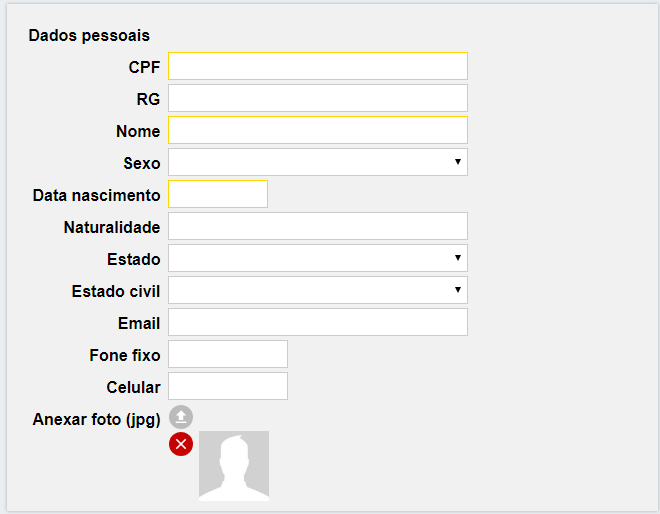 Dados pessoais
CPF
RG
Nome
Sexo
Data nascimento
Naturalidade
Estado
Estado civil
Email
Fone fixo
Celular
Anexar foto (jpg)